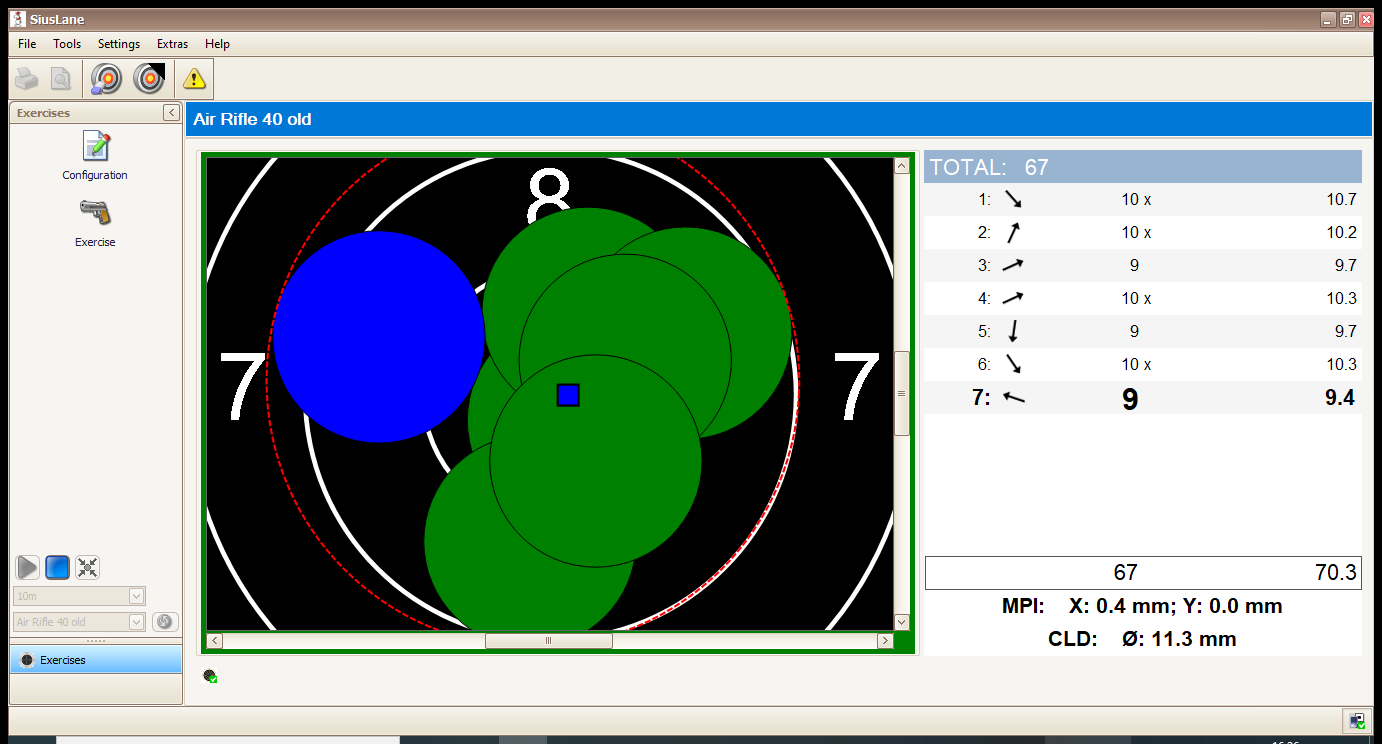 SiusLane
File Tools Settings Extras Help
Exercises
Configuration
Exercise
10m
Air Rifle 40 old
Exercises
Air Rifle 40 old
8
7 7
TOTAL: 67
1: 10 x 10.7
2: 10 x 10.2
3: 9 9.7
4: 10 x 10.3
5: 9 9.7
6: 10 x 10.3
7: 9 9.4
67 70.3
MPI: X: 0.4 mm; Y: 0.0 mm
CLD: Ø: 11.3 mm